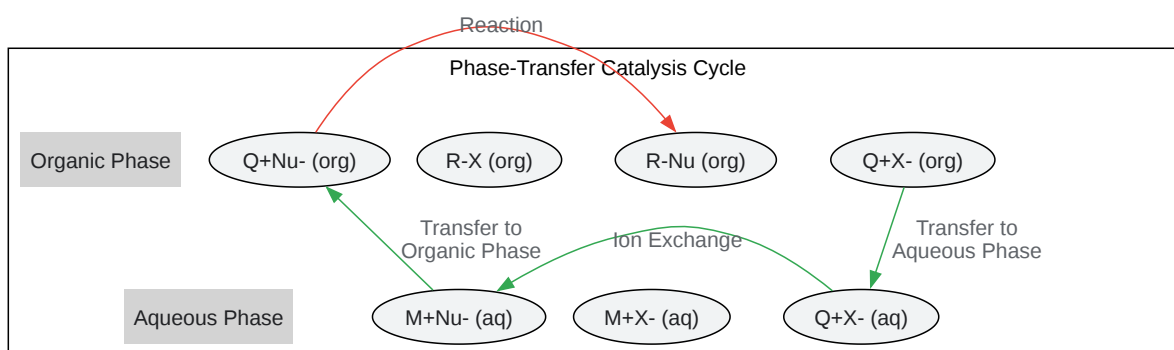 Reaction
Phase-Transfer Catalysis Cycle
Organic Phase
Q+Nu- (org)
R-X (org)
R-Nu (org)
Q+X- (org)
Transfer to
Organic Phase
Ion Exchange
Transfer to
Aqueous Phase
Aqueous Phase
M+Nu- (aq)
M+X- (aq)
Q+X- (aq)